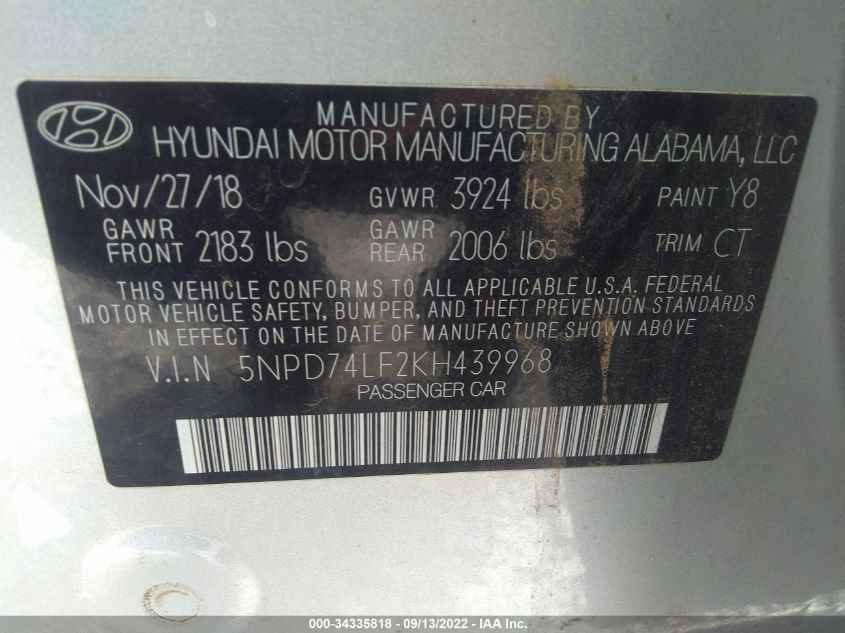 MANUFACTURED BY
HYUNDAI MOTOR MANUFACTURING ALABAMA, LLC
Nov/27/18 GVWR 3924 lbs PAINT Y8
GAWR FRONT 2183 lbs GAWR REAR 2006 lbs TRIM CT
THIS VEHICLE CONFORMS TO ALL APPLICABLE U.S.A. FEDERAL
MOTOR VEHICLE SAFETY, BUMPER, AND THEFT PREVENTION STANDARDS
IN EFFECT ON THE DATE OF MANUFACTURE SHOWN ABOVE
V.I.N 5NPD74LF2KH439968
PASSENGER CAR
000-34335818 - 09/13/2022 - IAA Inc.